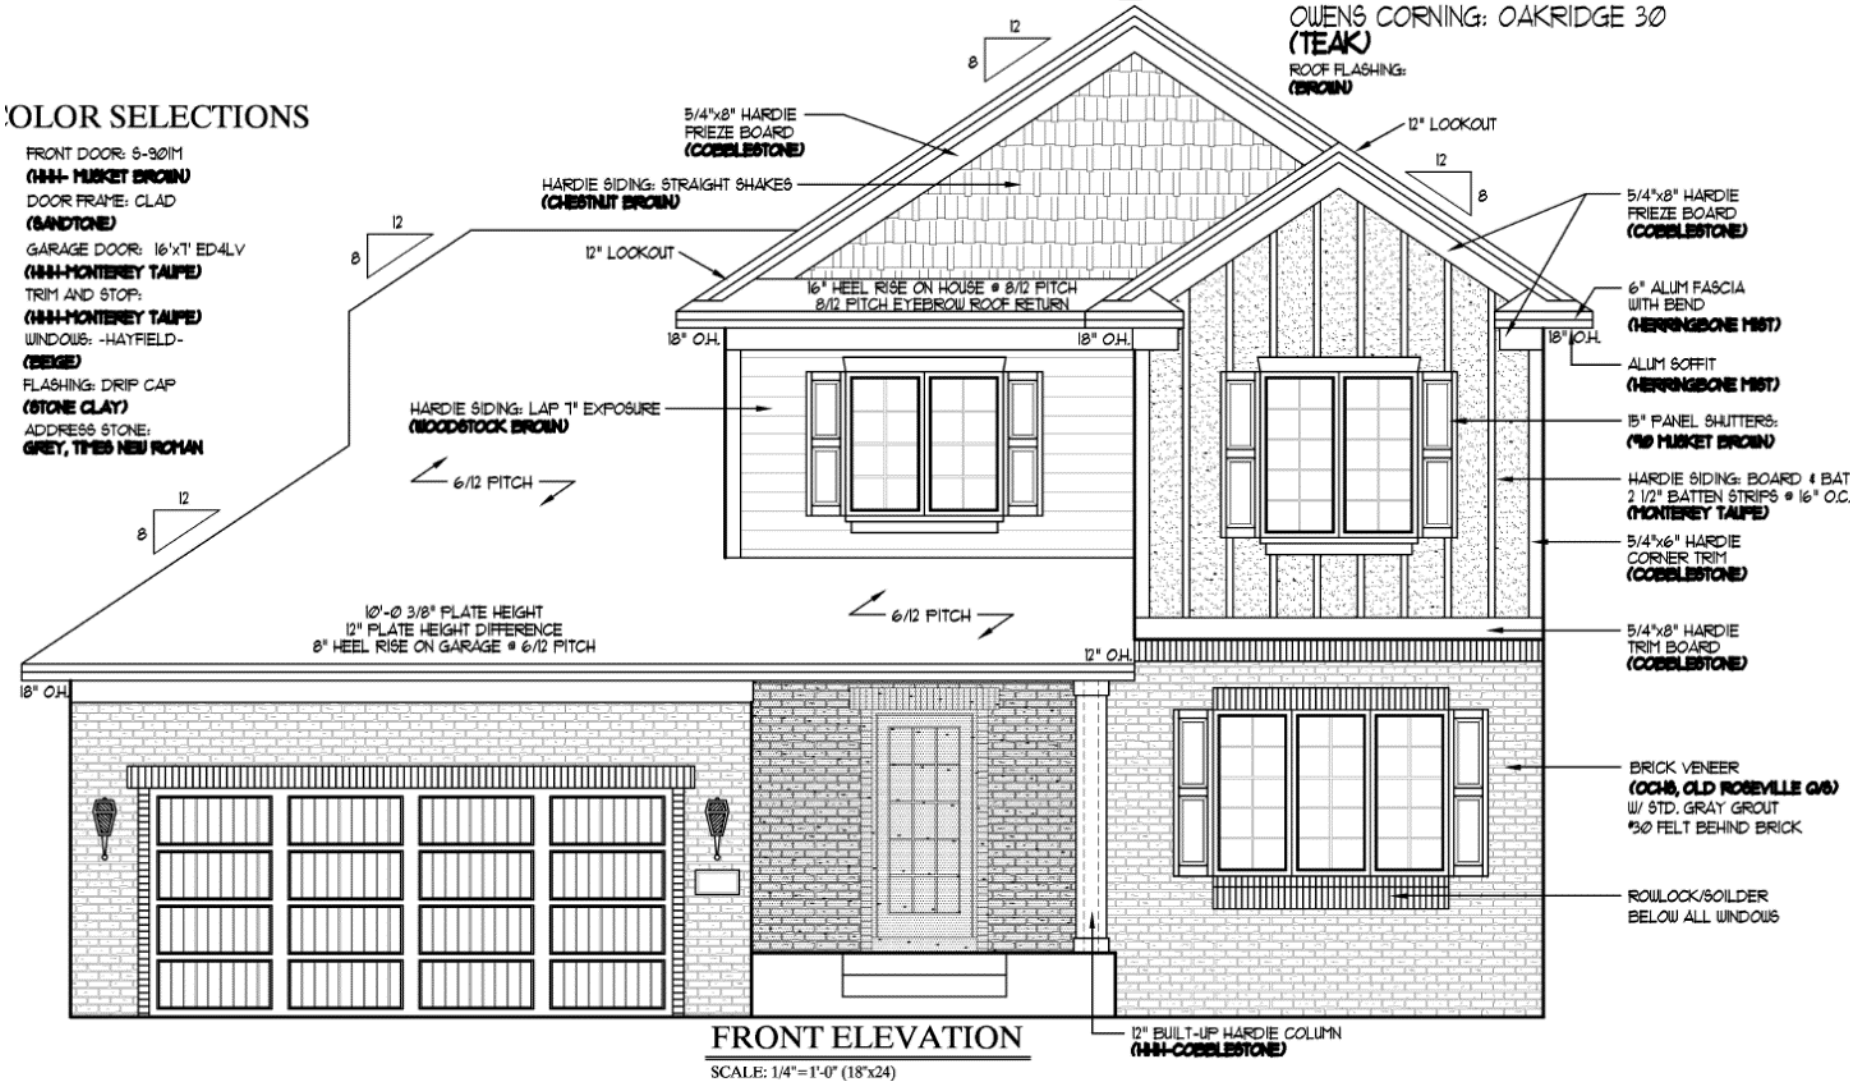 OWENS CORNING: OAKRIDGE 30
(TEAK)
ROOF FLASHING:
(BROWN)
OLOR SELECTIONS
FRONT DOOR: S-901M
(HHH- MUSKET BROWN)
DOOR FRAME: CLAD
(SANDTONE)
GARAGE DOOR: 16'x7' ED4LV
(HHH-MONTEREY TAUPE)
TRIM AND STOP:
(HHH-MONTEREY TAUPE)
WINDOWS: -HAYFIELD-
(BEIGE)
FLASHING: DRIP CAP
(STONE CLAY)
ADDRESS STONE:
GREY, TIMES NEW ROMAN
12
8
12
8
12
8
12
8
5/4"x8" HARDIE
FRIEZE BOARD
(COBBLESTONE)
HARDIE SIDING: STRAIGHT SHAKES
(CHESTNUT BROWN)
12" LOOKOUT
12" LOOKOUT
16" HEEL RISE ON HOUSE @ 8/12 PITCH
8/12 PITCH EYEBROW ROOF RETURN
18" O.H.
18" O.H.
18" O.H.
HARDIE SIDING: LAP 7" EXPOSURE
(WOODSTOCK BROWN)
6/12 PITCH
6/12 PITCH
10'-0 3/8" PLATE HEIGHT
12" PLATE HEIGHT DIFFERENCE
8" HEEL RISE ON GARAGE @ 6/12 PITCH
12" O.H.
18" O.H.
5/4"x8" HARDIE
FRIEZE BOARD
(COBBLESTONE)
6" ALUM FASCIA
WITH BEND
(HERRINGBONE MIST)
ALUM SOFFIT
(HERRINGBONE MIST)
15" PANEL SHUTTERS:
('90 MUSKET BROWN)
HARDIE SIDING: BOARD & BAT
2 1/2" BATTEN STRIPS @ 16" O.C.
(MONTEREY TAUPE)
5/4"x6" HARDIE
CORNER TRIM
(COBBLESTONE)
5/4"x8" HARDIE
TRIM BOARD
(COBBLESTONE)
BRICK VENEER
(OCHS, OLD ROSEVILLE Q/S)
W/ STD. GRAY GROUT
#30 FELT BEHIND BRICK
ROWLOCK/SOILDER
BELOW ALL WINDOWS
12" BUILT-UP HARDIE COLUMN
(HHH-COBBLESTONE)
FRONT ELEVATION
SCALE: 1/4"=1'-0" (18"x24)